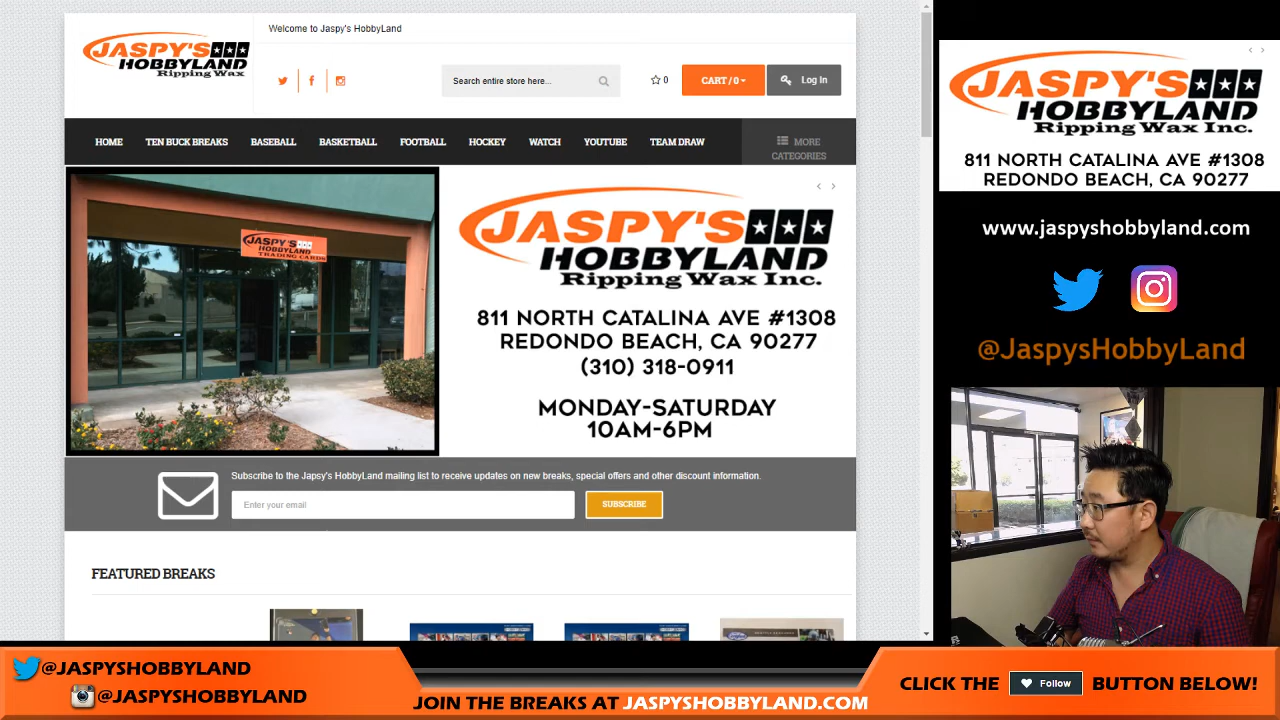 JASPY'S
HOBBYLAND
Ripping Wax
Welcome to Jaspy's HobbyLand
Search entire store here...
0
CART / 0
Log In
HOME
TEN BUCK BREAKS
BASEBALL
BASKETBALL
FOOTBALL
HOCKEY
WATCH
YOUTUBE
TEAM DRAW
MORE
CATEGORIES
JASPY'S
HOBBYLAND
TRADING CARDS
JASPY'S
HOBBYLAND
Ripping Wax Inc.
811 NORTH CATALINA AVE #1308
REDONDO BEACH, CA 90277
(310) 318-0911
MONDAY-SATURDAY
10AM-6PM
Subscribe to the Japsy's HobbyLand mailing list to receive updates on new breaks, special offers and other discount information.
Enter your email
SUBSCRIBE
FEATURED BREAKS
JASPY'S
HOBBYLAND
Ripping Wax Inc.
811 NORTH CATALINA AVE #1308
REDONDO BEACH, CA 90277
www.jaspyshobbyland.com
@JaspysHobbyLand
@JASPYSHOBBYLAND
@JASPYSHOBBYLAND
JOIN THE BREAKS AT JASPYSHOBBYLAND.COM
CLICK THE Follow BUTTON BELOW!